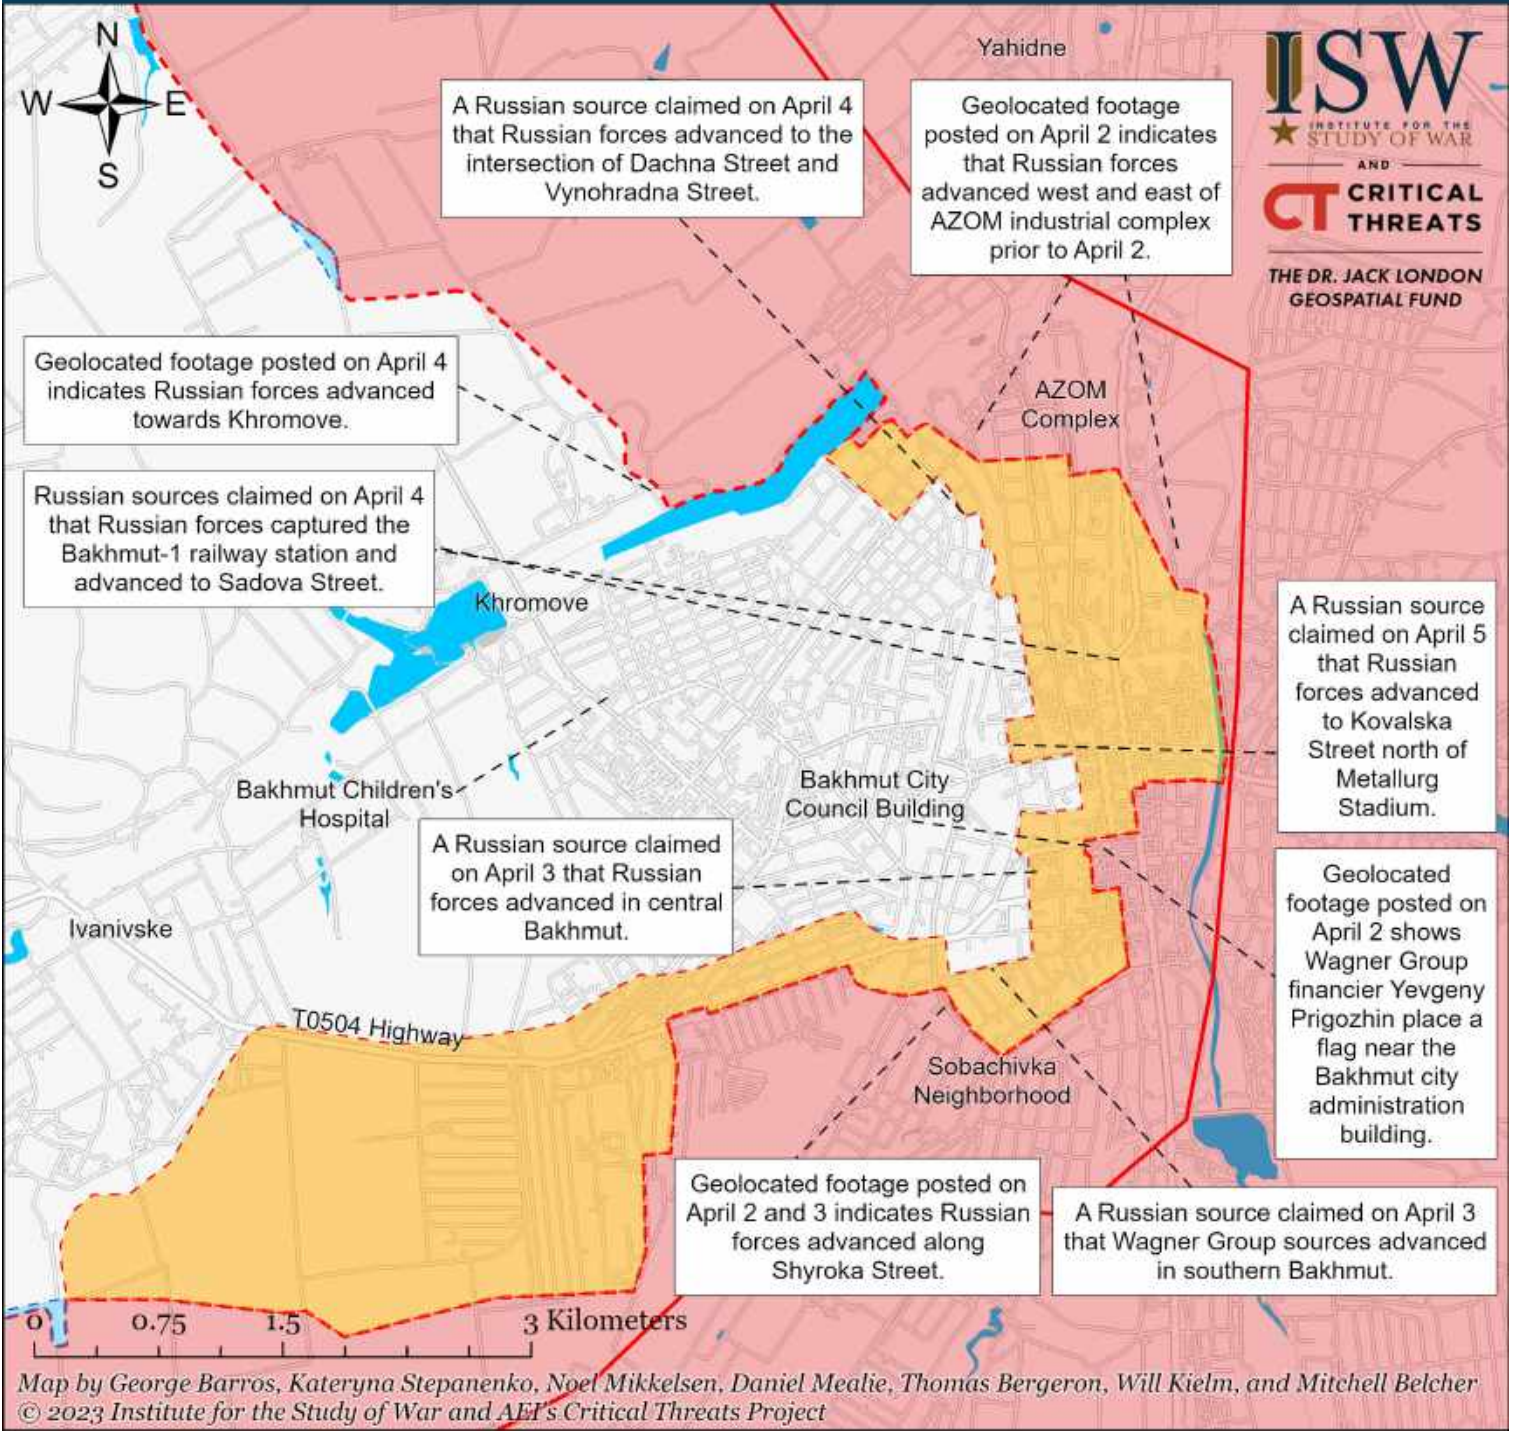 N
W E
S
Yahidne
ISW
INSTITUTE FOR THE
STUDY OF WAR
AND
CT CRITICAL
THREATS
THE DR. JACK LONDON
GEOSPATIAL FUND
A Russian source claimed on April 4
that Russian forces advanced to the
intersection of Dachna Street and
Vynohradna Street.
Geolocated footage
posted on April 2 indicates
that Russian forces
advanced west and east of
AZOM industrial complex
prior to April 2.
Geolocated footage posted on April 4
indicates Russian forces advanced
towards Khromove.
AZOM
Complex
Russian sources claimed on April 4
that Russian forces captured the
Bakhmut-1 railway station and
advanced to Sadova Street.
Khromove
A Russian source
claimed on April 5
that Russian
forces advanced
to Kovalska
Street north of
Metallurg
Stadium.
Bakhmut Children's
Hospital
Bakhmut City
Council Building
A Russian source claimed
on April 3 that Russian
forces advanced in central
Bakhmut.
Geolocated
footage posted on
April 2 shows
Wagner Group
financier Yevgeny
Prigozhin place a
flag near the
Bakhmut city
administration
building.
Ivanivske
T0504 Highway
Sobachivka
Neighborhood
Geolocated footage posted on
April 2 and 3 indicates Russian
forces advanced along
Shyroka Street.
A Russian source claimed on April 3
that Wagner Group sources advanced
in southern Bakhmut.
0 0.75 1.5 3 Kilometers
Map by George Barros, Kateryna Stepanenko, Noel Mikkelsen, Daniel Mealie, Thomas Bergeron, Will Kielm, and Mitchell Belcher
© 2023 Institute for the Study of War and AEI's Critical Threats Project